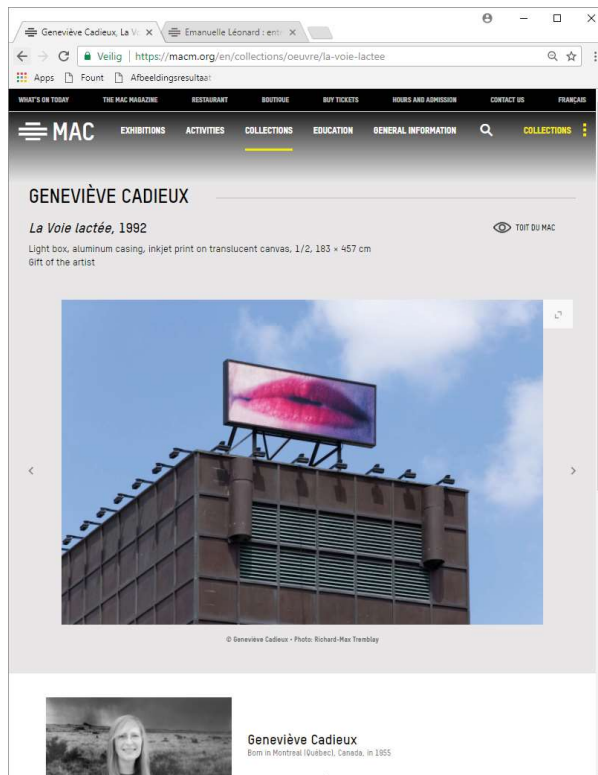 Geneviève Cadieux, La V
Emanuelle Léonard : ent
Veilig | https://macm.org/en/collections/oeuvre/la-voie-lactee
Apps Fount Afbeeldingsresultaat
WHAT'S ON TODAY THE MAC MAGAZINE RESTAURANT BOUTIQUE BUY TICKETS HOURS AND ADMISSION CONTACT US FRANÇAIS
MAC EXHIBITIONS ACTIVITIES COLLECTIONS EDUCATION GENERAL INFORMATION COLLECTIONS
GENEVIÈVE CADIEUX
La Voie lactée, 1992
TOIT DU MAC
Light box, aluminum casing, inkjet print on translucent canvas, 1/2, 183 × 457 cm
Gift of the artist
© Geneviève Cadieux • Photo: Richard-Max Tremblay
Geneviève Cadieux
Born in Montreal (Québec), Canada, in 1955